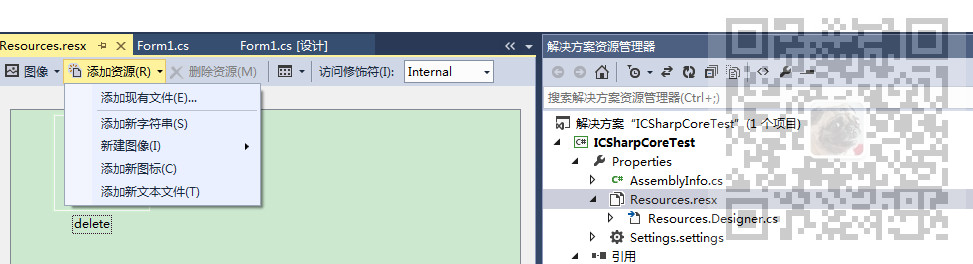 Resources.resx
Form1.cs
Form1.cs [设计]
图像
添加资源(R)
删除资源(M)
访问修饰符(I):
Internal
添加现有文件(E)...
添加新字符串(S)
新建图像(I)
添加新图标(C)
添加新文本文件(T)
delete
解决方案资源管理器
搜索解决方案资源管理器(Ctrl+;)
解决方案 “ICSharpCoreTest” (1 个项目)
ICSharpCoreTest
Properties
AssemblyInfo.cs
Resources.resx
Resources.Designer.cs
Settings.settings
引用